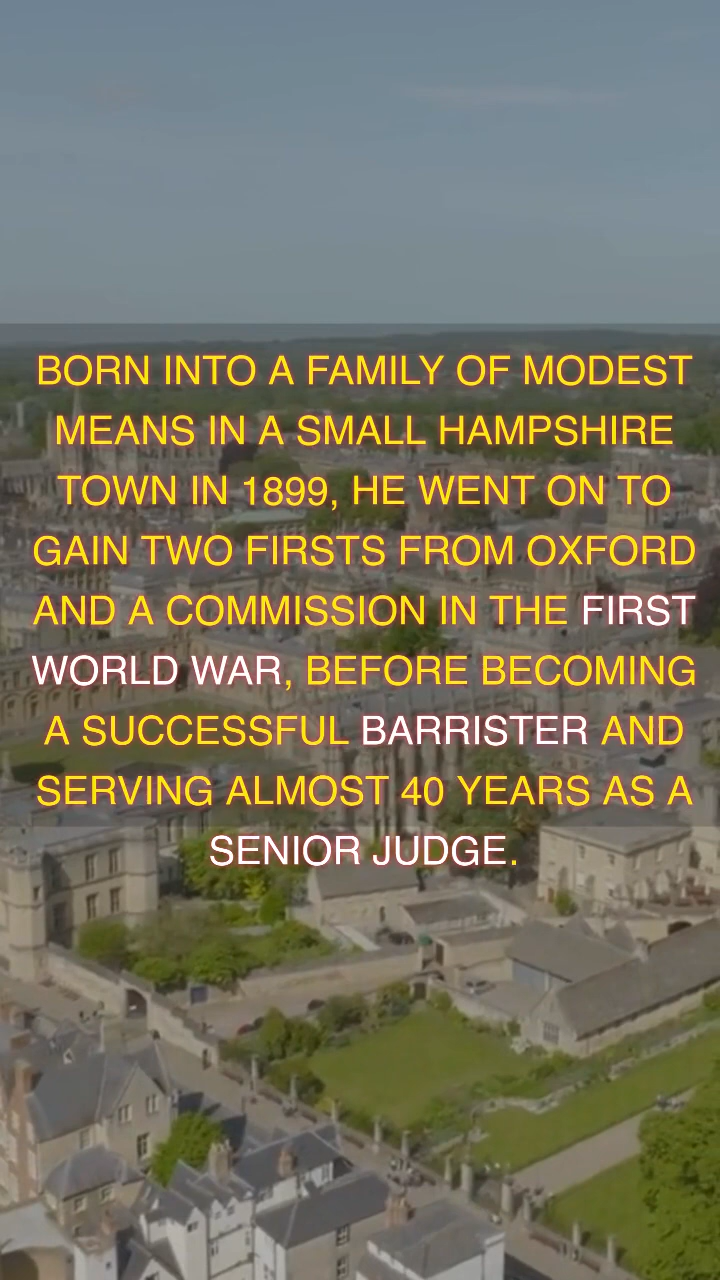 BORN INTO A FAMILY OF MODEST
MEANS IN A SMALL HAMPSHIRE
TOWN IN 1899, HE WENT ON TO
GAIN TWO FIRSTS FROM OXFORD
AND A COMMISSION IN THE FIRST
WORLD WAR, BEFORE BECOMING
A SUCCESSFUL BARRISTER AND
SERVING ALMOST 40 YEARS AS A
SENIOR JUDGE.